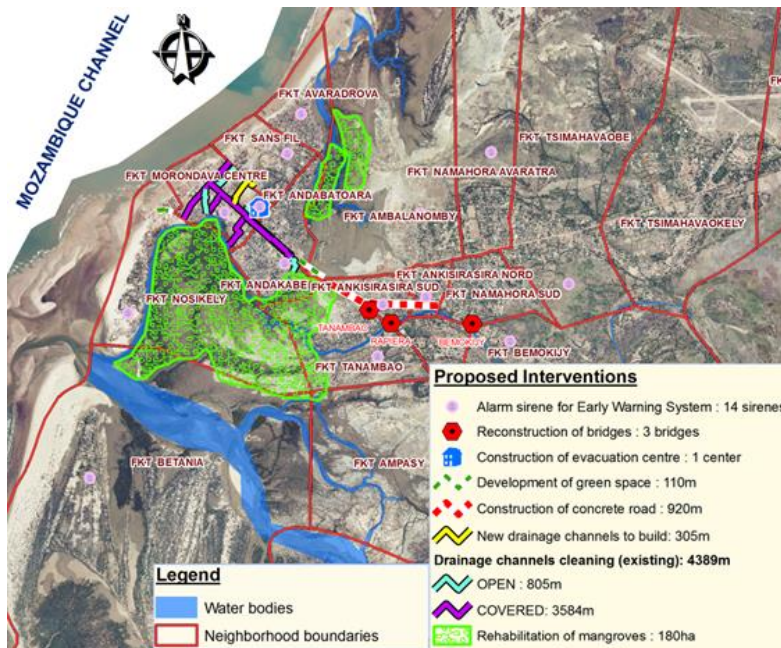 MOZAMBIQUE CHANNEL
FKT AVARADROVA
FKT SANS FIL
FKT TSIMAHAVAOBE
FKT MORONDAVA CENTRE
FKT NAMAHORA AVARATRA
FKT ANDABATOARA
FKT AMBALANOMBY
FKT TSIMAHAVAOKELY
FKT ANKISIRASIRA NORD
FKT ANDAKABE
FKT ANKISIRASIRA SUD
FKT NAMAHORA SUD
FKT NOSIKELY
TANAMBAO
RAPIERA
BEMOKIJY
FKT BEMOKIJY
FKT TANAMBAO
FKT BETANIA
FKT AMPASY
Proposed Interventions
Alarm sirene for Early Warning System : 14 sirenes
Reconstruction of bridges : 3 bridges
Construction of evacuation centre : 1 center
Development of green space : 110m
Construction of concrete road : 920m
New drainage channels to build: 305m
Drainage channels cleaning (existing): 4389m
OPEN : 805m
COVERED: 3584m
Rehabilitation of mangroves : 180ha
Legend
Water bodies
Neighborhood boundaries